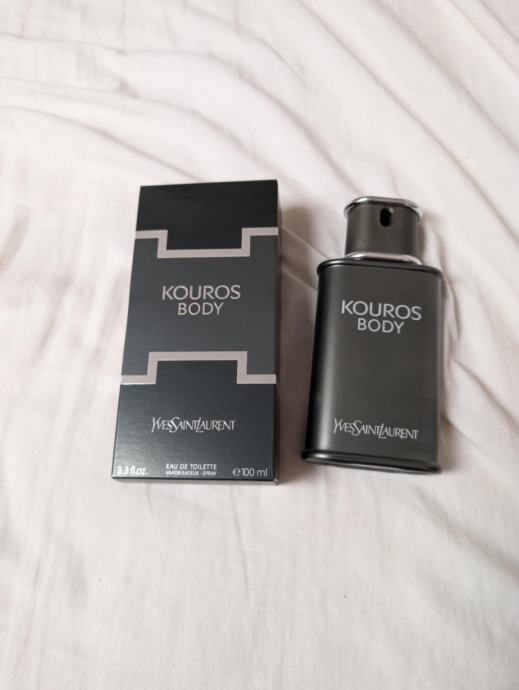 KOUROS
BODY
YVESSAINTLAURENT
3.3 fl.oz.
EAU DE TOILETTE
VAPORISATEUR - SPRAY
℮100 ml
KOUROS
BODY
YVESSAINTLAURENT